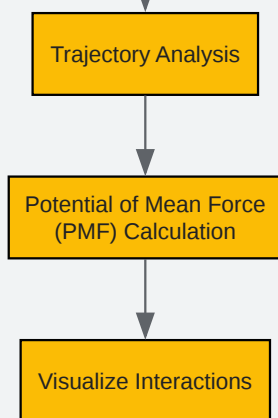 Trajectory Analysis
Potential of Mean Force
(PMF) Calculation
Visualize Interactions